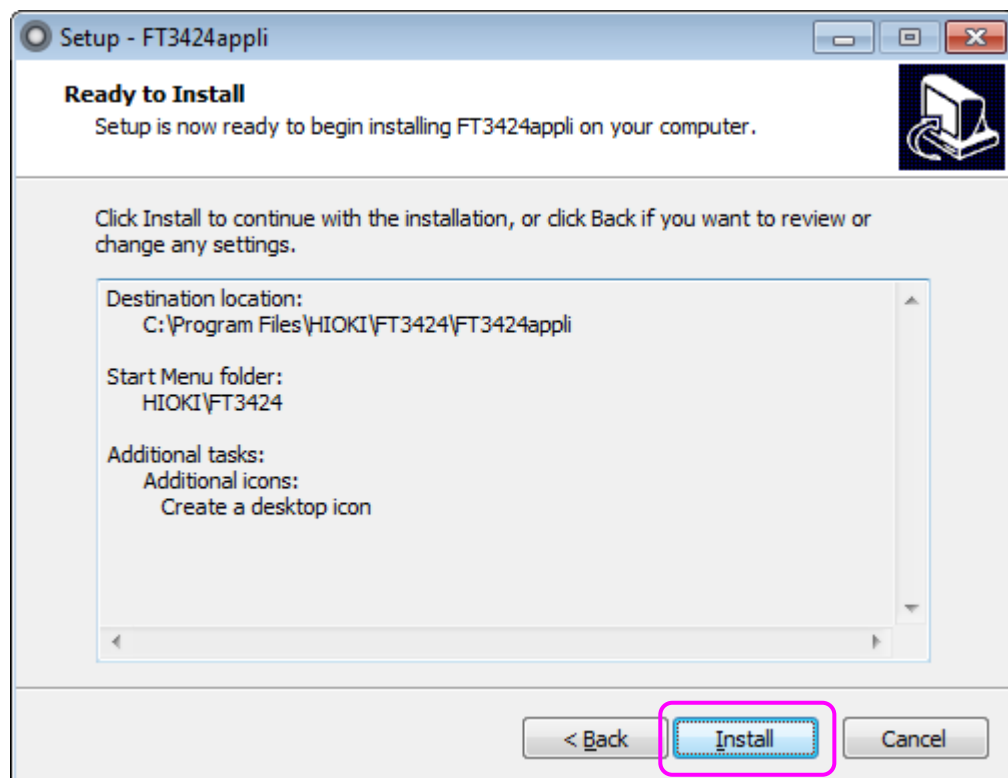 Setup - FT3424appli
Ready to Install
Setup is now ready to begin installing FT3424appli on your computer.
Click Install to continue with the installation, or click Back if you want to review or
change any settings.
Destination location:
C:\Program Files\HIOKI\FT3424\FT3424appli
Start Menu folder:
HIOKI\FT3424
Additional tasks:
Additional icons:
Create a desktop icon
< Back
Install
Cancel